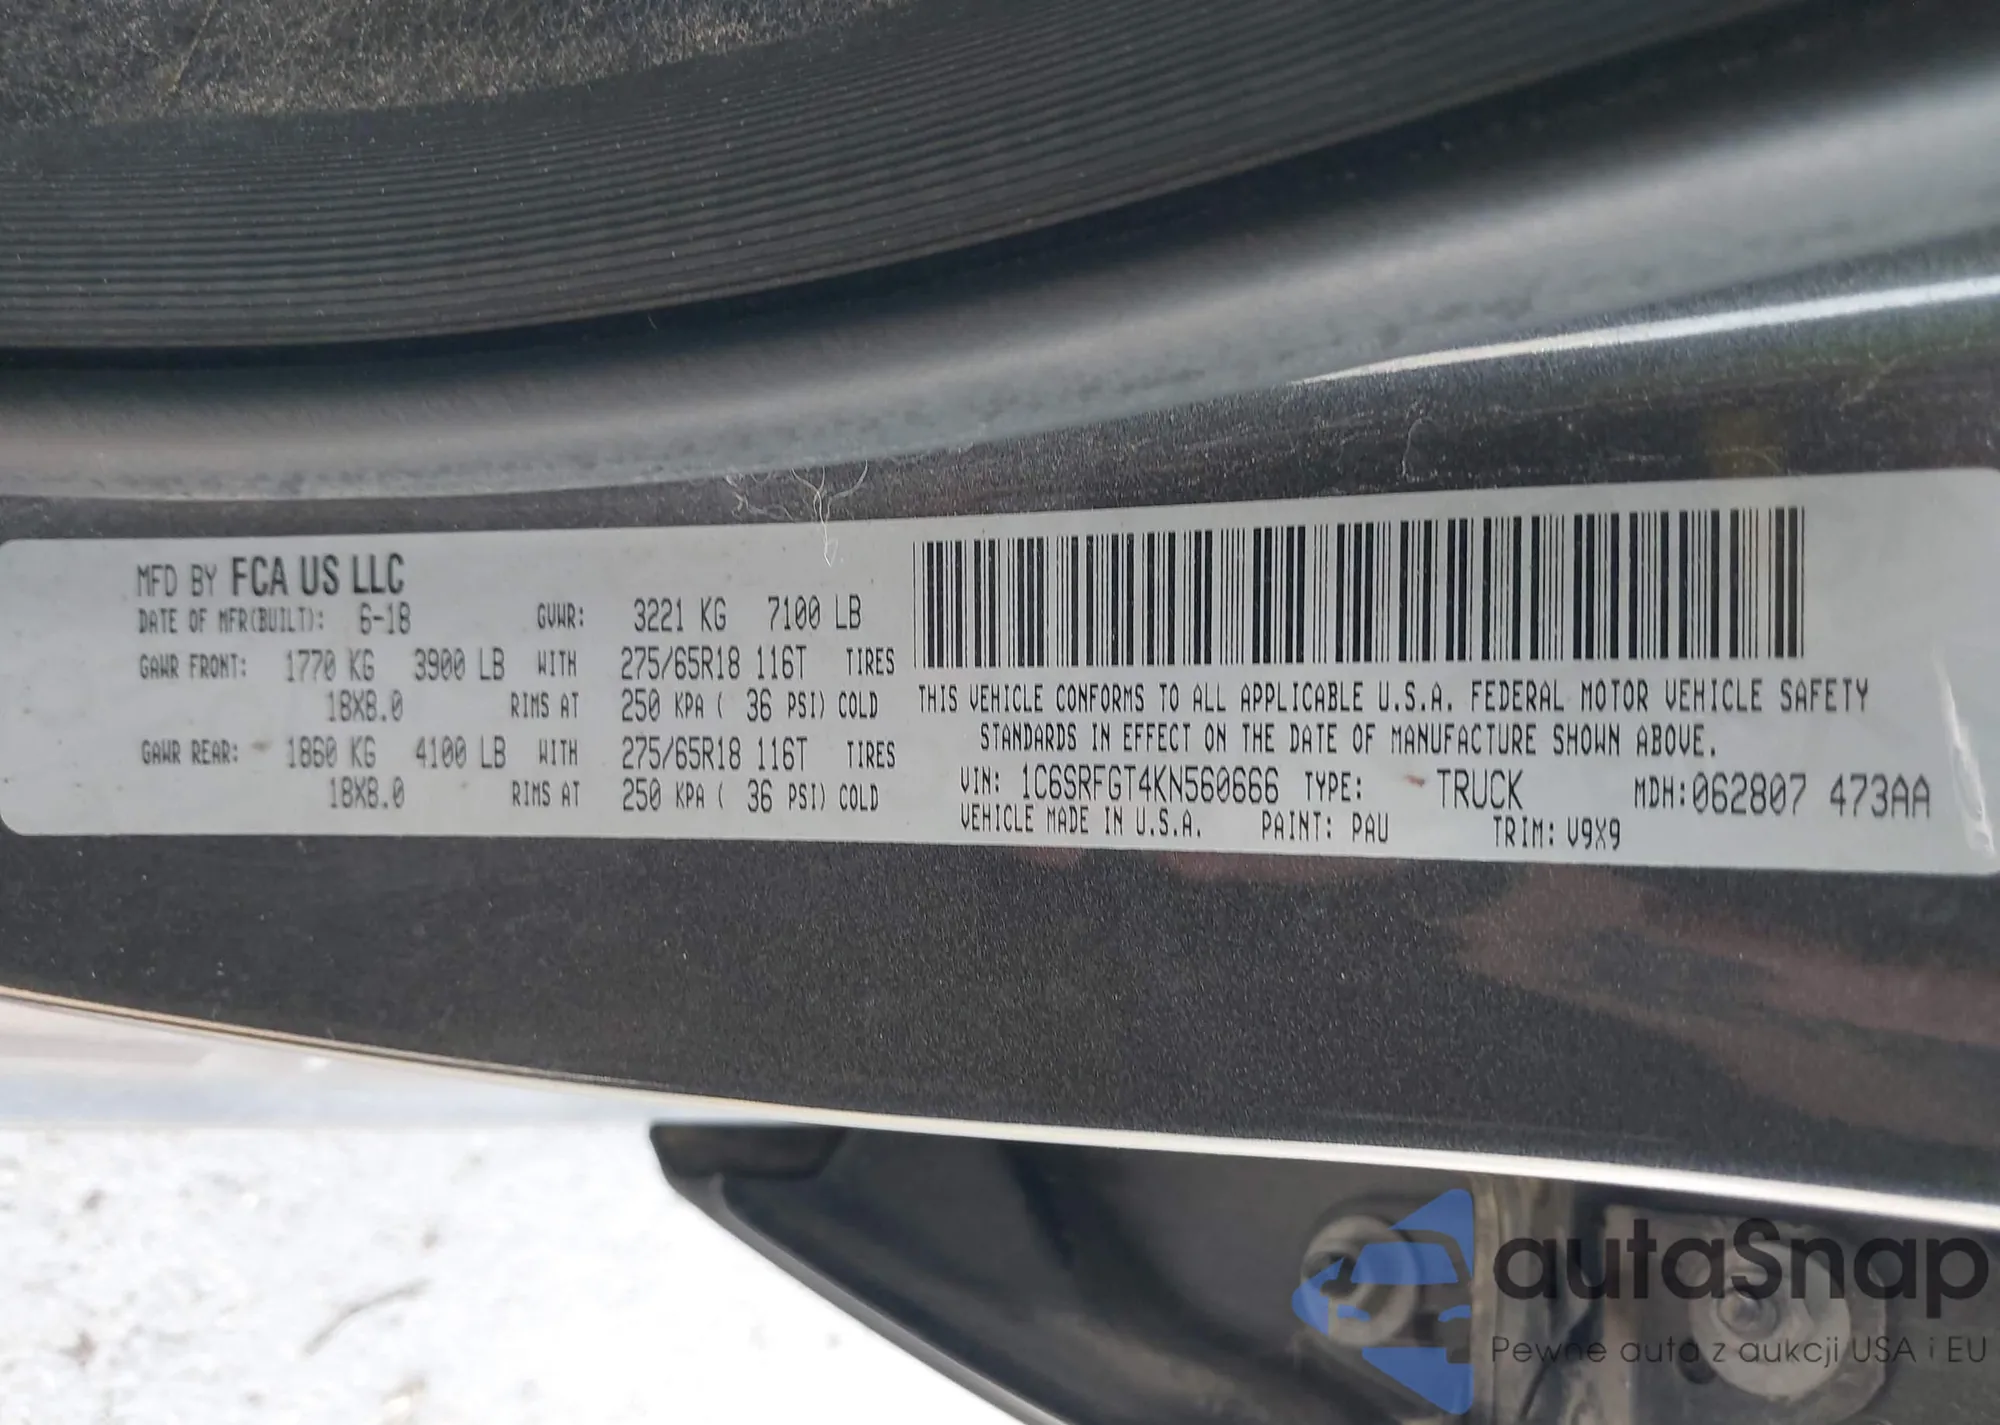 MFD BY FCA US LLC
DATE OF MFR(BUILT): 6-18 GVWR: 3221 KG 7100 LB
GAWR FRONT: 1770 KG 3900 LB WITH 275/65R18 116T TIRES
18X8.0 RIMS AT 250 KPA ( 36 PSI) COLD
GAWR REAR: 1860 KG 4100 LB WITH 275/65R18 116T TIRES
18X8.0 RIMS AT 250 KPA ( 36 PSI) COLD
THIS VEHICLE CONFORMS TO ALL APPLICABLE U.S.A. FEDERAL MOTOR VEHICLE SAFETY
STANDARDS IN EFFECT ON THE DATE OF MANUFACTURE SHOWN ABOVE.
VIN: 1C6SRFGT4KN560666 TYPE: TRUCK MDH:062807 473AA
VEHICLE MADE IN U.S.A. PAINT: PAU TRIM: V9X9
autaSnap
Pewne auta z aukcji USA i EU